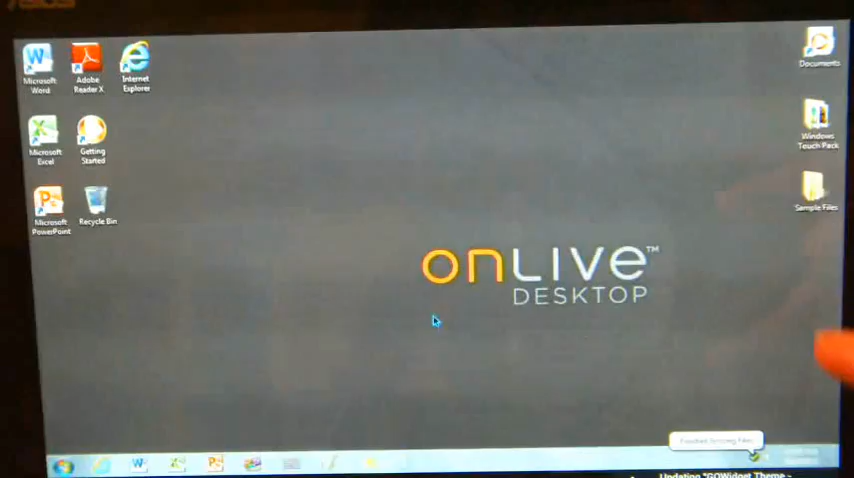 Microsoft
Word
Adobe
Reader X
Internet
Explorer
Documents
Microsoft
Excel
Getting
Started
Windows
Touch Pack
Microsoft
PowerPoint
Recycle Bin
Sample Files
onLIVE™
DESKTOP
Finished Syncing Files
Updating "GOWidget Theme -